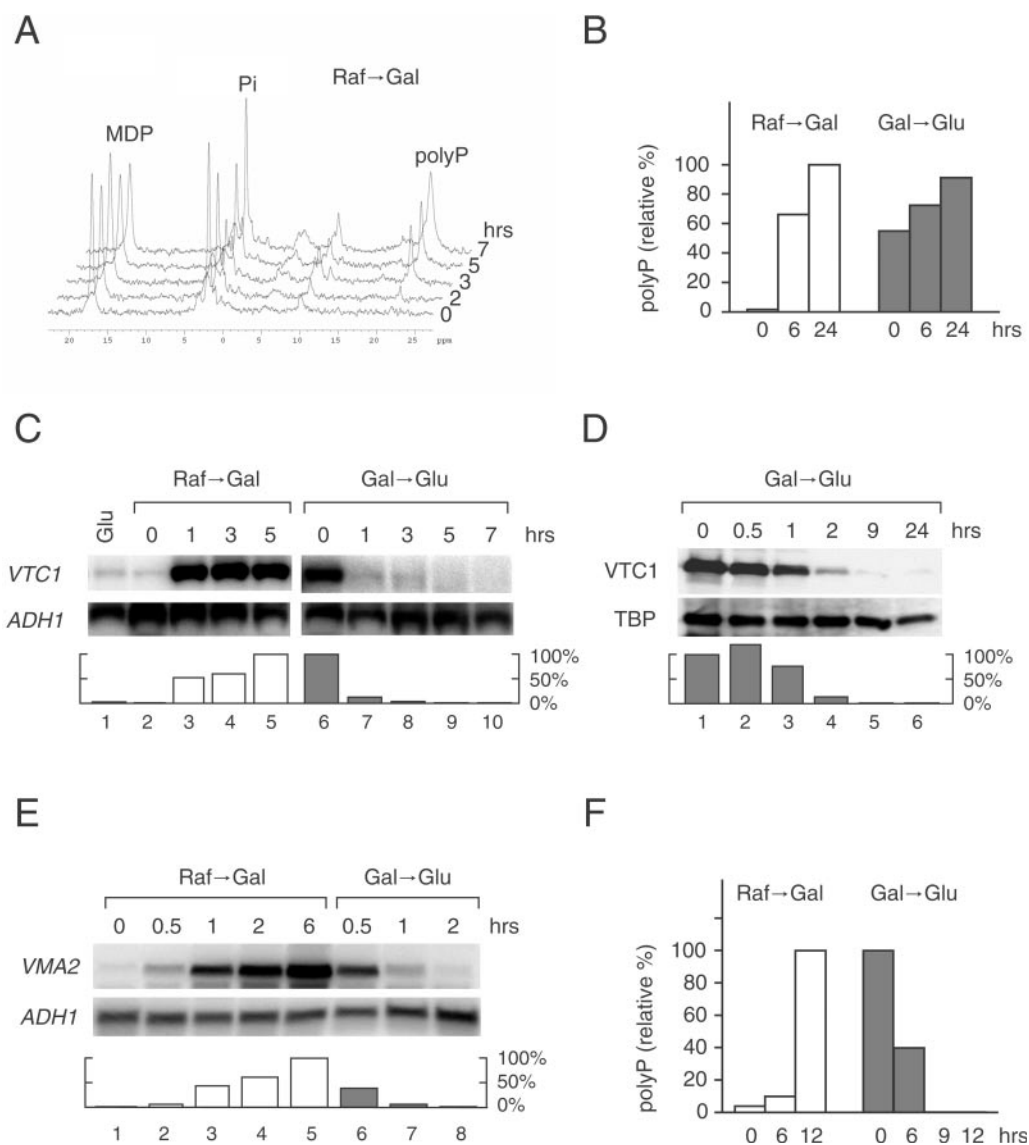 A
Raf→Gal
Pi
MDP
polyP
hrs
7
5
3
2
0
20 15 10 5 0 5 10 15 20 25 ppm
B
Raf→Gal Gal→Glu
polyP (relative %)
100
80
60
40
20
0
0 6 24 0 6 24 hrs
C
Raf→Gal Gal→Glu
Glu 0 1 3 5 0 1 3 5 7 hrs
VTC1
ADH1
100%
50%
0%
1 2 3 4 5 6 7 8 9 10
D
Gal→Glu
0 0.5 1 2 9 24 hrs
VTC1
TBP
100%
50%
0%
1 2 3 4 5 6
E
Raf→Gal Gal→Glu
0 0.5 1 2 6 0.5 1 2 hrs
VMA2
ADH1
100%
50%
0%
1 2 3 4 5 6 7 8
F
Raf→Gal Gal→Glu
polyP (relative %)
100
80
60
40
20
0
0 6 12 0 6 9 12 hrs